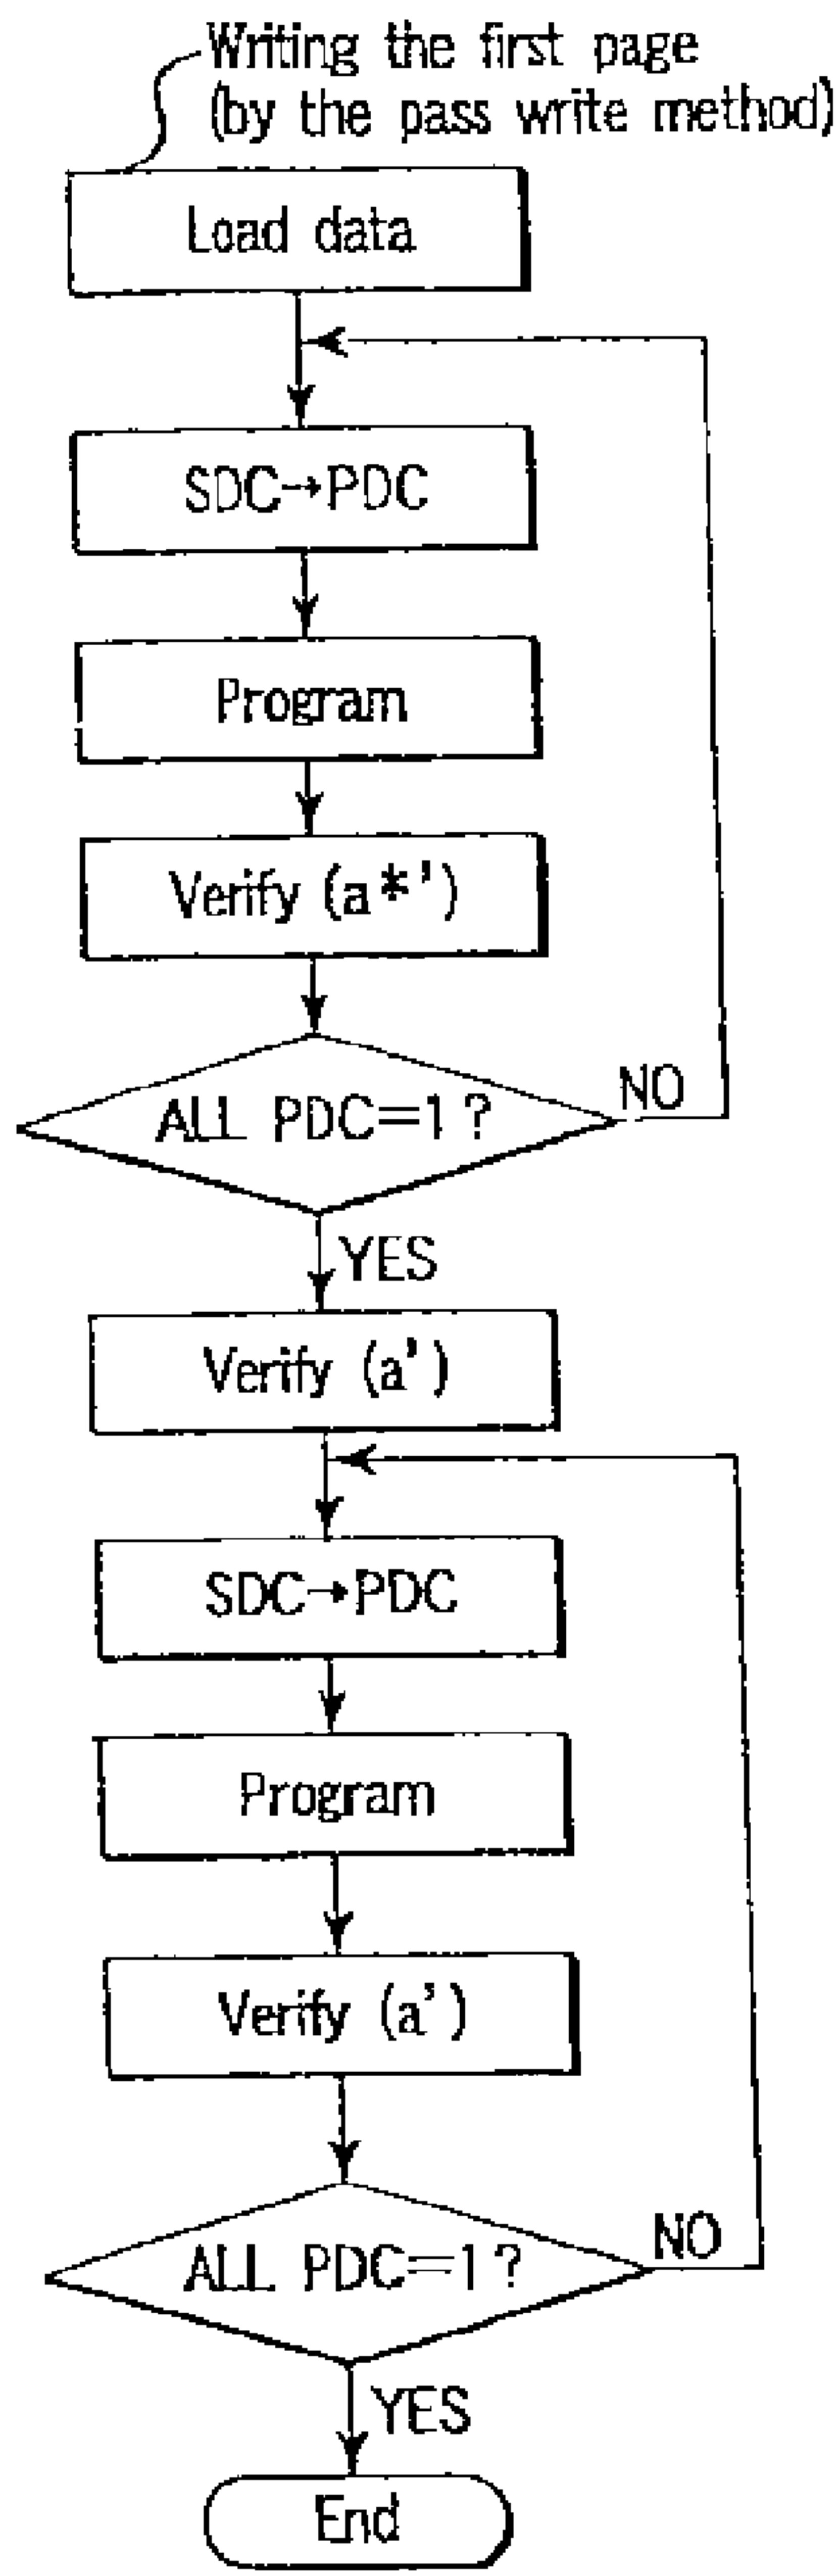 Writing the first page
(by the pass write method)
Load data
SDC→PDC
Program
Verify (a*')
ALL PDC=1?
NO
YES
Verify (a')
SDC→PDC
Program
Verify (a')
ALL PDC=1?
NO
YES
End